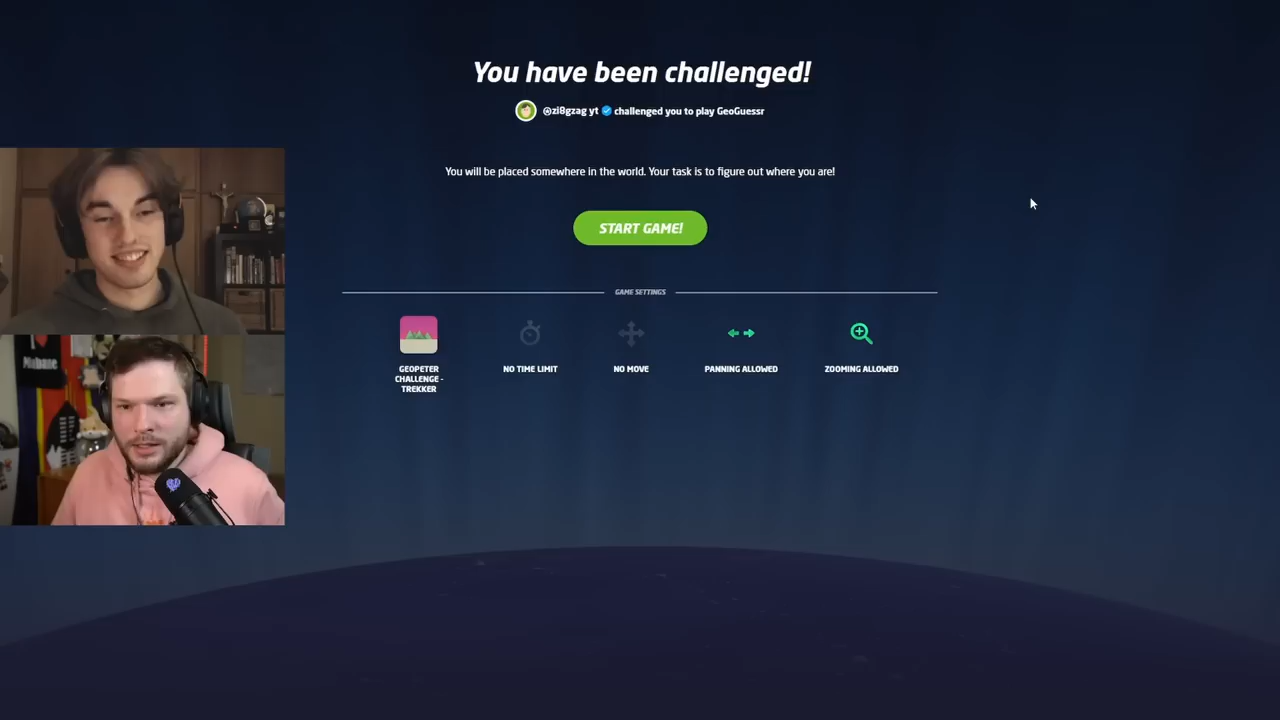 You have been challenged!
@zi8gzag yt challenged you to play GeoGuessr
You will be placed somewhere in the world. Your task is to figure out where you are!
START GAME!
GAME SETTINGS
GEOPETER CHALLENGE - TREKKER
NO TIME LIMIT
NO MOVE
PANNING ALLOWED
ZOOMING ALLOWED